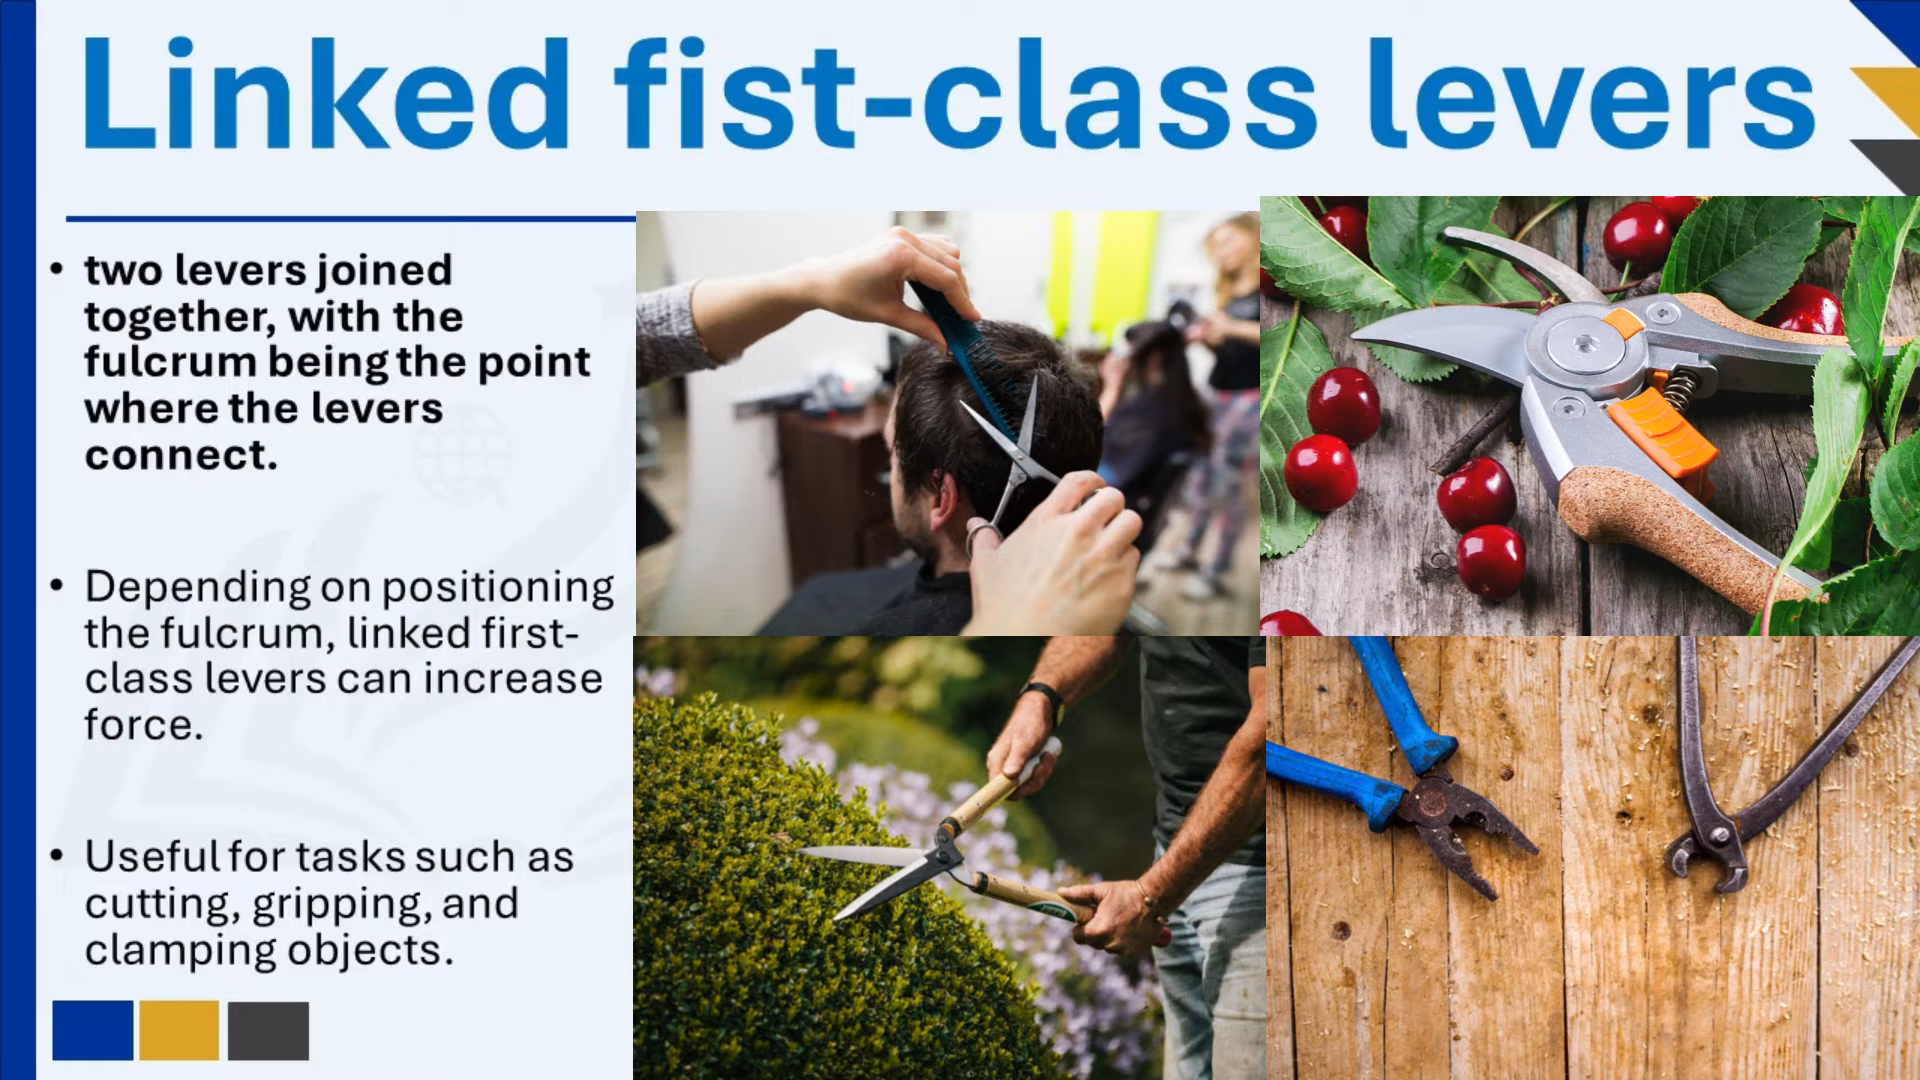 Linked fist-class levers
• two levers joined
together, with the
fulcrum being the point
where the levers
connect.
• Depending on positioning
the fulcrum, linked first-
class levers can increase
force.
• Useful for tasks such as
cutting, gripping, and
clamping objects.